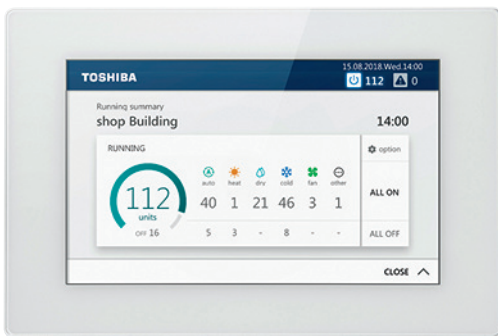 15.08.2018.Wed.14:00
TOSHIBA
112 0
Running summary
shop Building 14:00
RUNNING
option
auto heat dry cold fan other
112 40 1 21 46 3 1
units
ALL ON
OFF 16 5 3 - 8 - -
ALL OFF
CLOSE